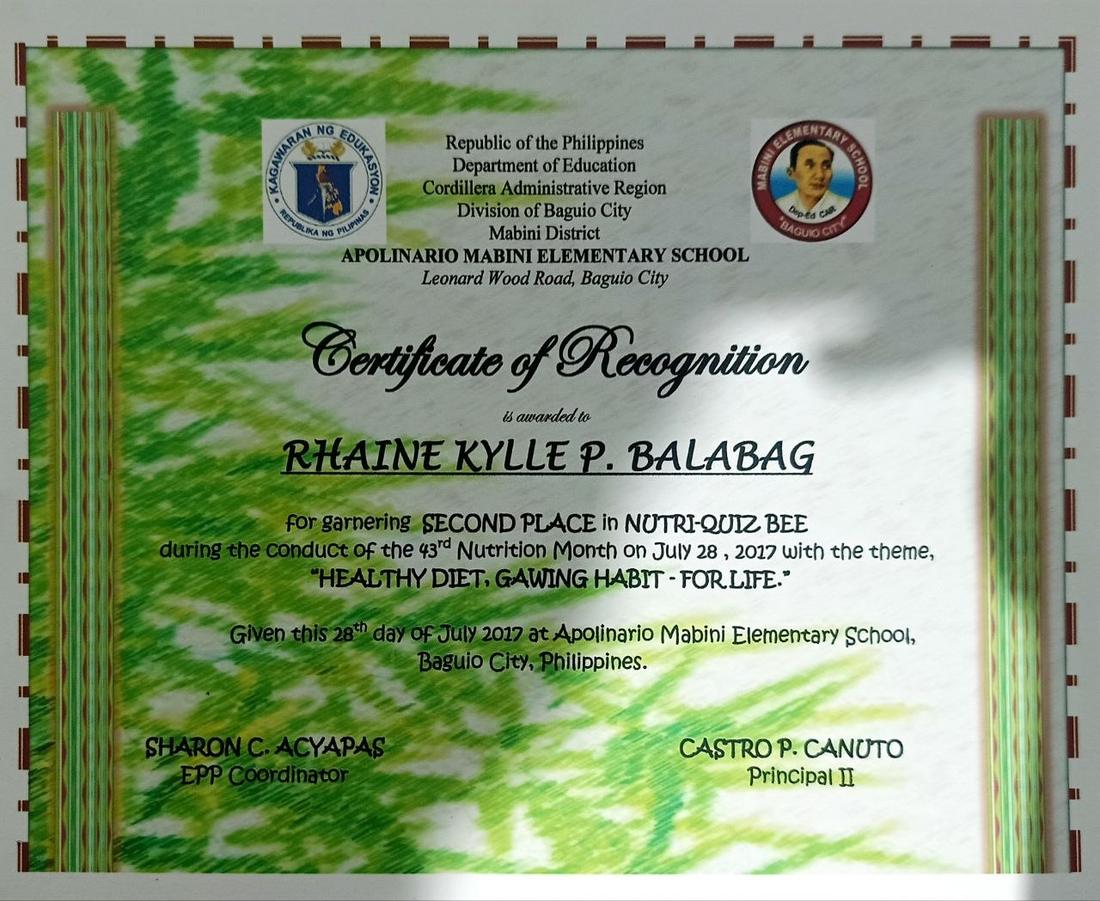 KAGAWARAN NG EDUKASYON
REPUBLIKA NG PILIPINAS
MABINI ELEMENTARY SCHOOL
Dep-Ed CAR
"BAGUIO CITY"
Republic of the Philippines
Department of Education
Cordillera Administrative Region
Division of Baguio City
Mabini District
APOLINARIO MABINI ELEMENTARY SCHOOL
Leonard Wood Road, Baguio City
Certificate of Recognition
is awarded to
RHAINE KYLLE P. BALABAG
for garnering SECOND PLACE in NUTRI-QUIZ BEE
during the conduct of the 43rd Nutrition Month on July 28 , 2017 with the theme,
"HEALTHY DIET, GAWING HABIT - FOR LIFE."
Given this 28th day of July 2017 at Apolinario Mabini Elementary School,
Baguio City, Philippines.
SHARON C. ACYAPAS
EPP Coordinator
CASTRO P. CANUTO
Principal II